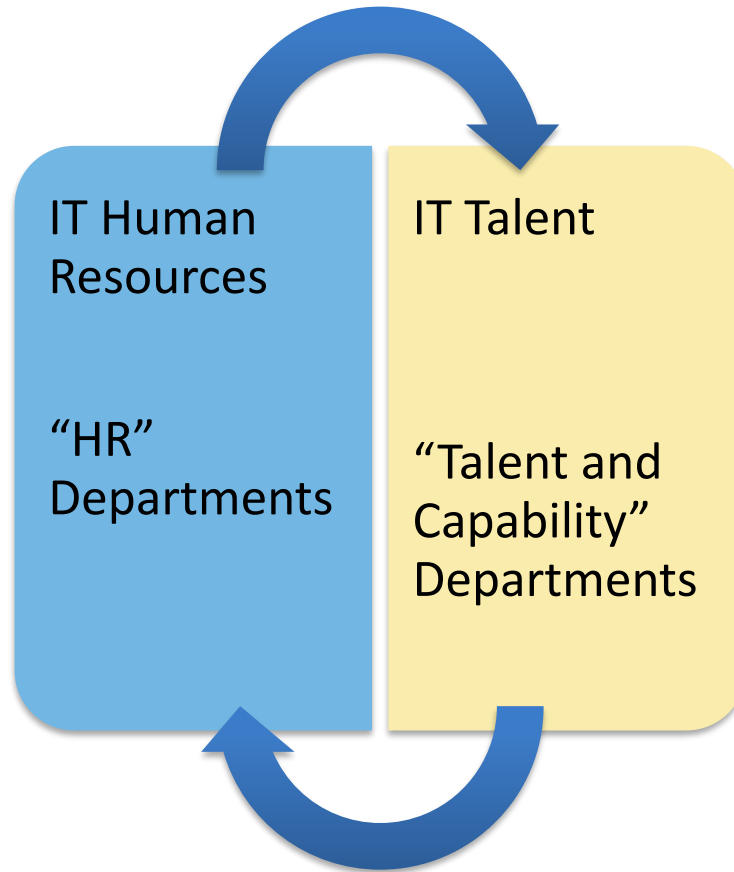 IT Human
Resources
“HR”
Departments
IT Talent
“Talent and
Capability”
Departments